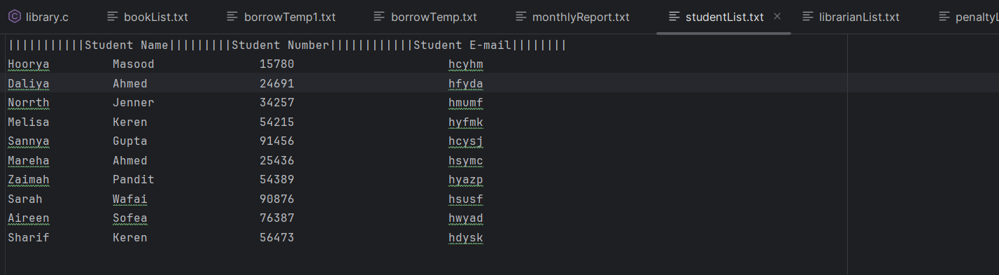 library.c bookList.txt borrowTemp1.txt borrowTemp.txt monthlyReport.txt studentList.txt librarianList.txt penaltyL
|||||||||||Student Name|||||||||Student Number||||||||||||Student E-mail||||||||
Hoorya         Masood               15780                      hcyhm
Daliya         Ahmed                24691                      hfyda
Norrth         Jenner               34257                      hmumf
Melisa         Keren                54215                      hyfmk
Sannya         Gupta                91456                      hcysj
Mareha         Ahmed                25436                      hsymc
Zaimah         Pandit               54389                      hyazp
Sarah          Wafai                90876                      hsusf
Aireen         Sofea                76387                      hwyad
Sharif         Keren                56473                      hdysk